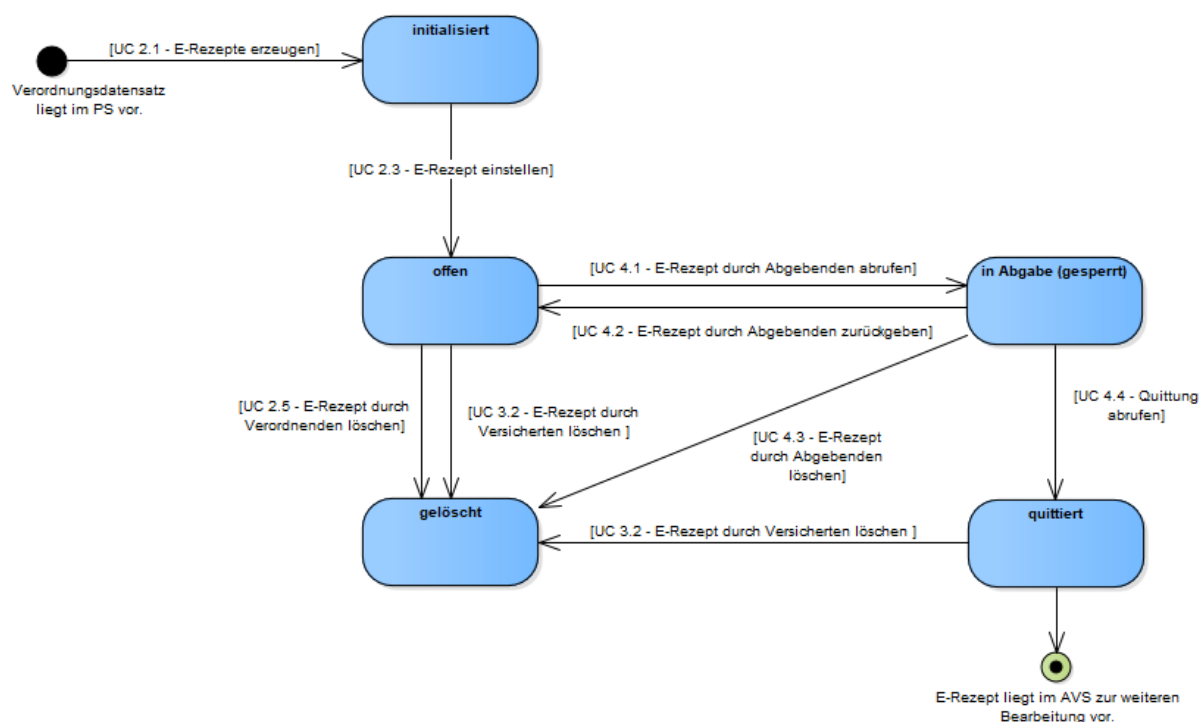 initialisiert
[UC 2.1 - E-Rezepte erzeugen]
Verordnungsdatensatz
liegt im PS vor.
[UC 2.3 - E-Rezept einstellen]
offen
[UC 4.1 - E-Rezept durch Abgebenden abrufen]
in Abgabe (gesperrt)
[UC 4.2 - E-Rezept durch Abgebenden zurückgeben]
[UC 2.5 - E-Rezept durch
Verordnenden löschen]
[UC 3.2 - E-Rezept durch
Versicherten löschen ]
[UC 4.3 - E-Rezept
durch Abgebenden
löschen]
[UC 4.4 - Quittung
abrufen]
gelöscht
[UC 3.2 - E-Rezept durch Versicherten löschen ]
quittiert
E-Rezept liegt im AVS zur weiteren
Bearbeitung vor.